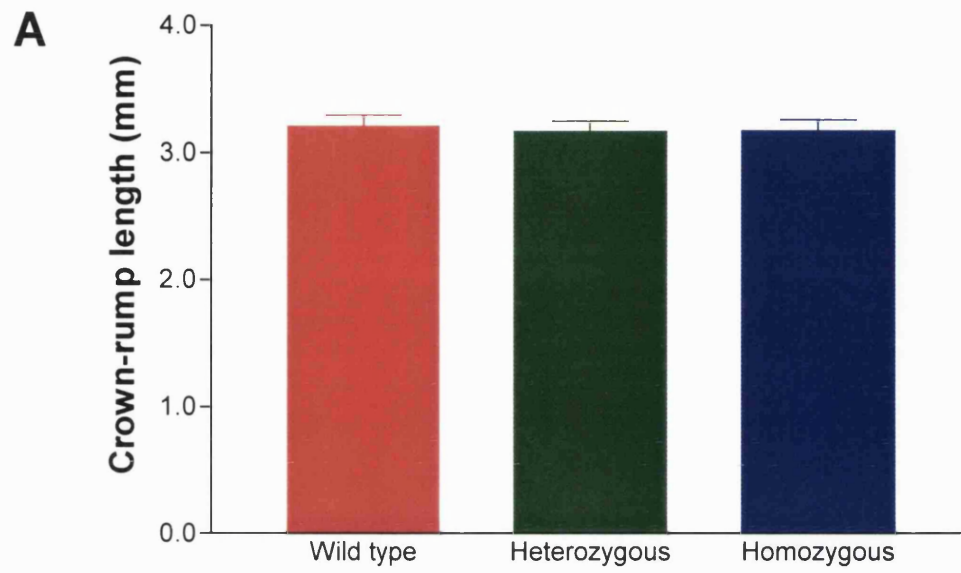 A
Crown-rump length (mm)
4.0
3.0
2.0
1.0
0.0
Wild type
Heterozygous
Homozygous